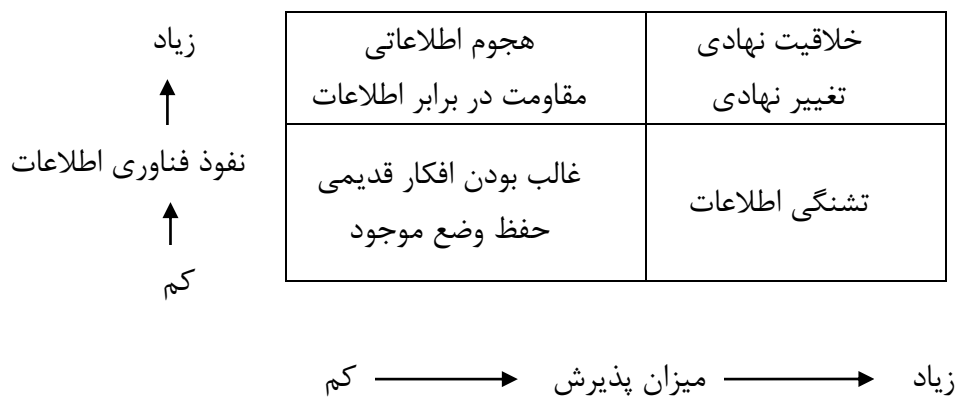 زیاد
نفوذ فناوری اطلاعات
کم
خلاقیت نهادی
تغییر نهادی
هجوم اطلاعاتی
مقاومت در برابر اطلاعات
تشنگی اطلاعات
غالب بودن افکار قدیمی
حفظ وضع موجود
کم میزان پذیرش زیاد